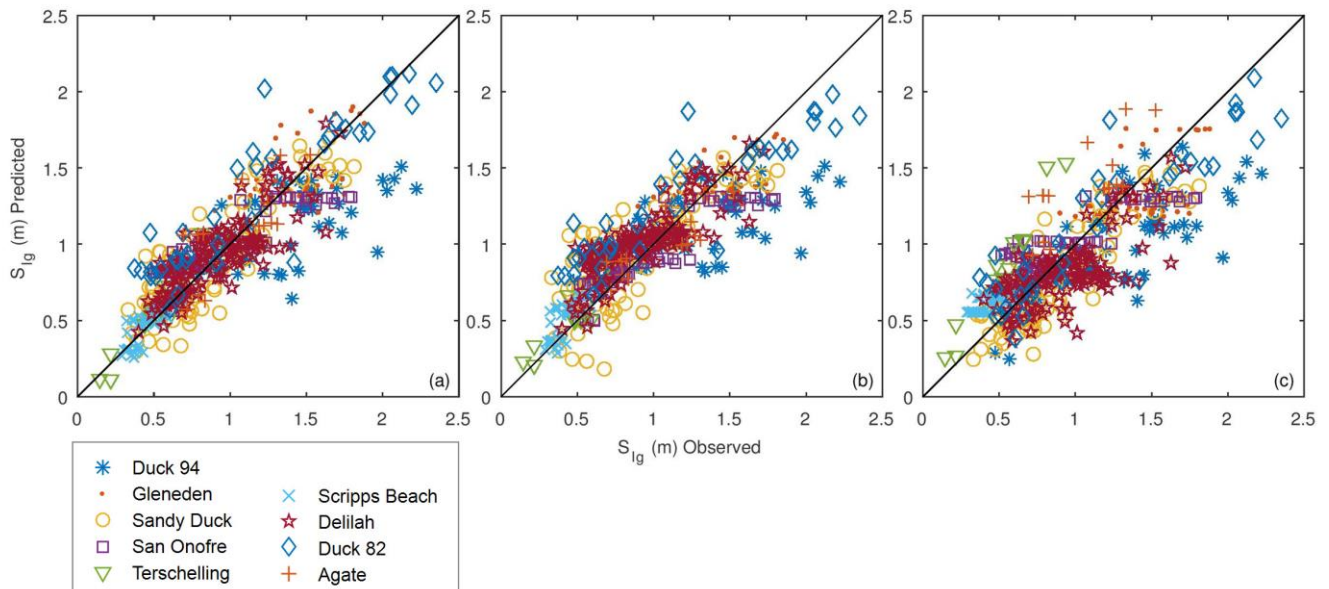 2.5
2
1.5
1
0.5
0
0
0.5
1
1.5
2
2.5
S_Ig (m) Predicted
(a)
2.5
2
1.5
1
0.5
0
0
0.5
1
1.5
2
2.5
(b)
S_Ig (m) Observed
2.5
2
1.5
1
0.5
0
0
0.5
1
1.5
2
2.5
(c)
Duck 94
Gleneden
Sandy Duck
San Onofre
Terschelling
Scripps Beach
Delilah
Duck 82
Agate